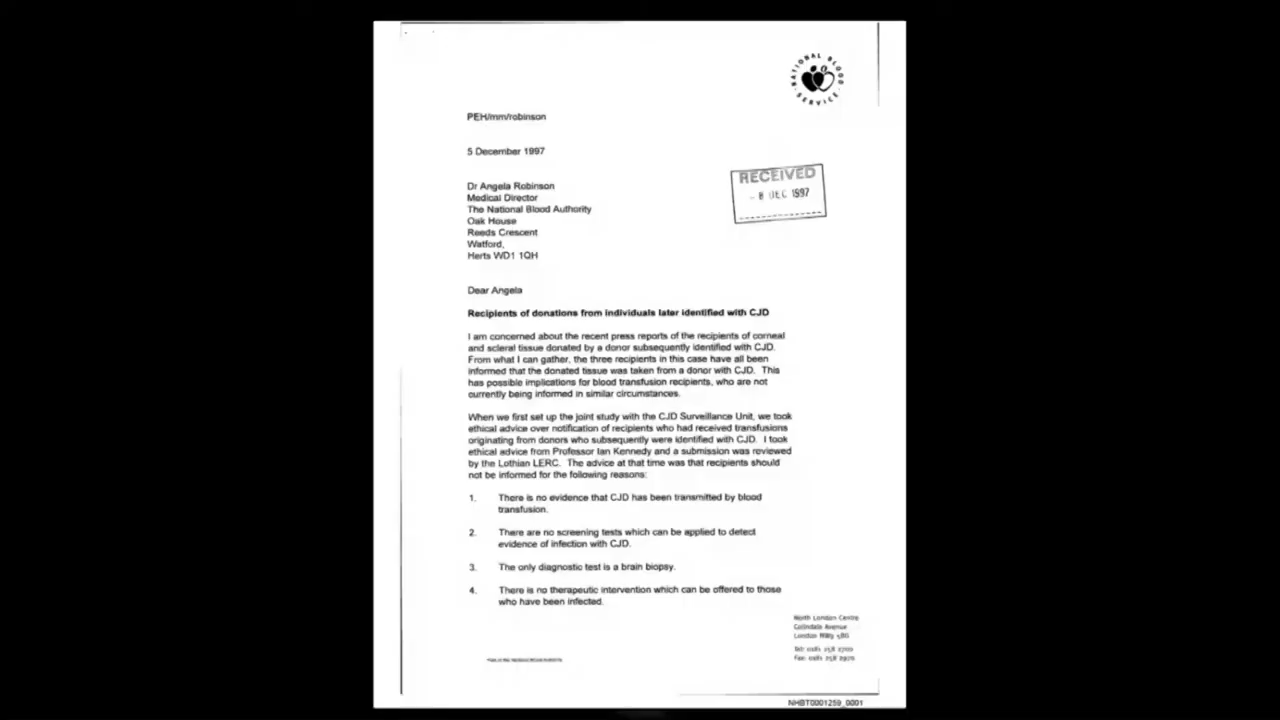 NATIONAL BLOOD SERVICE
PEH/mm/robinson
5 December 1997
RECEIVED
- 8 DEC 1997
Dr Angela Robinson
Medical Director
The National Blood Authority
Oak House
Reeds Crescent
Watford,
Herts WD1 1QH
Dear Angela
Recipients of donations from individuals later identified with CJD
I am concerned about the recent press reports of the recipients of corneal
and scleral tissue donated by a donor subsequently identified with CJD.
From what I can gather, the three recipients in this case have all been
informed that the donated tissue was taken from a donor with CJD. This
has possible implications for blood transfusion recipients, who are not
currently being informed in similar circumstances.
When we first set up the joint study with the CJD Surveillance Unit, we took
ethical advice over notification of recipients who had received transfusions
originating from donors who subsequently were identified with CJD. I took
ethical advice from Professor Ian Kennedy and a submission was reviewed
by the Lothian LERC. The advice at that time was that recipients should
not be informed for the following reasons:
1. There is no evidence that CJD has been transmitted by blood
transfusion.
2. There are no screening tests which can be applied to detect
evidence of infection with CJD.
3. The only diagnostic test is a brain biopsy.
4. There is no therapeutic intervention which can be offered to those
who have been infected.
North London Centre
Colindale Avenue
London
Tel:
Fax:
NHBT0001259_0001